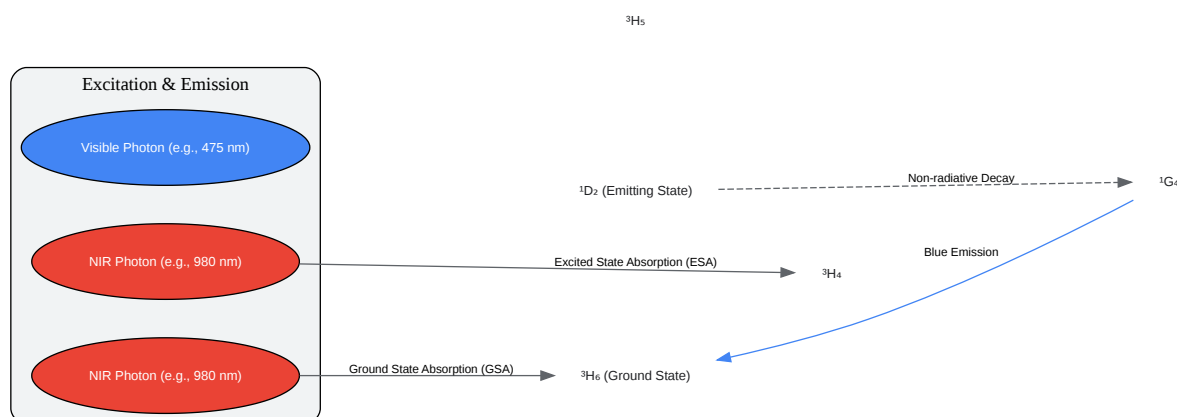 ³H₅
Excitation & Emission
Visible Photon (e.g., 475 nm)
¹D₂ (Emitting State)
Non-radiative Decay
¹G₄
NIR Photon (e.g., 980 nm)
Excited State Absorption (ESA)
³H₄
Blue Emission
NIR Photon (e.g., 980 nm)
Ground State Absorption (GSA)
³H₆ (Ground State)